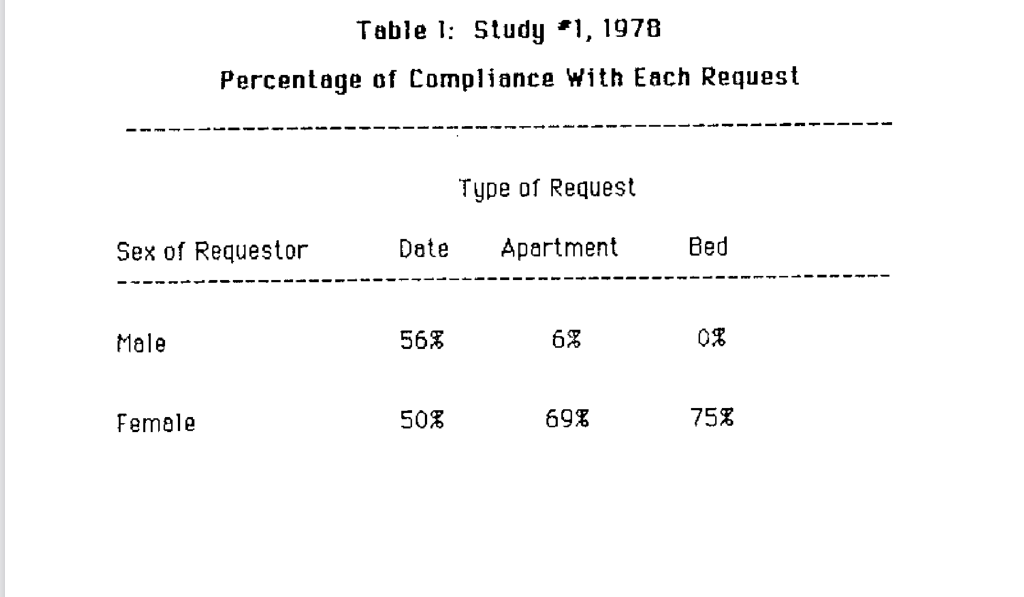 Table 1: Study #1, 1978
Percentage of Compliance With Each Request
Type of Request
Sex of Requestor Date Apartment Bed
Male 56% 6% 0%
Female 50% 69% 75%